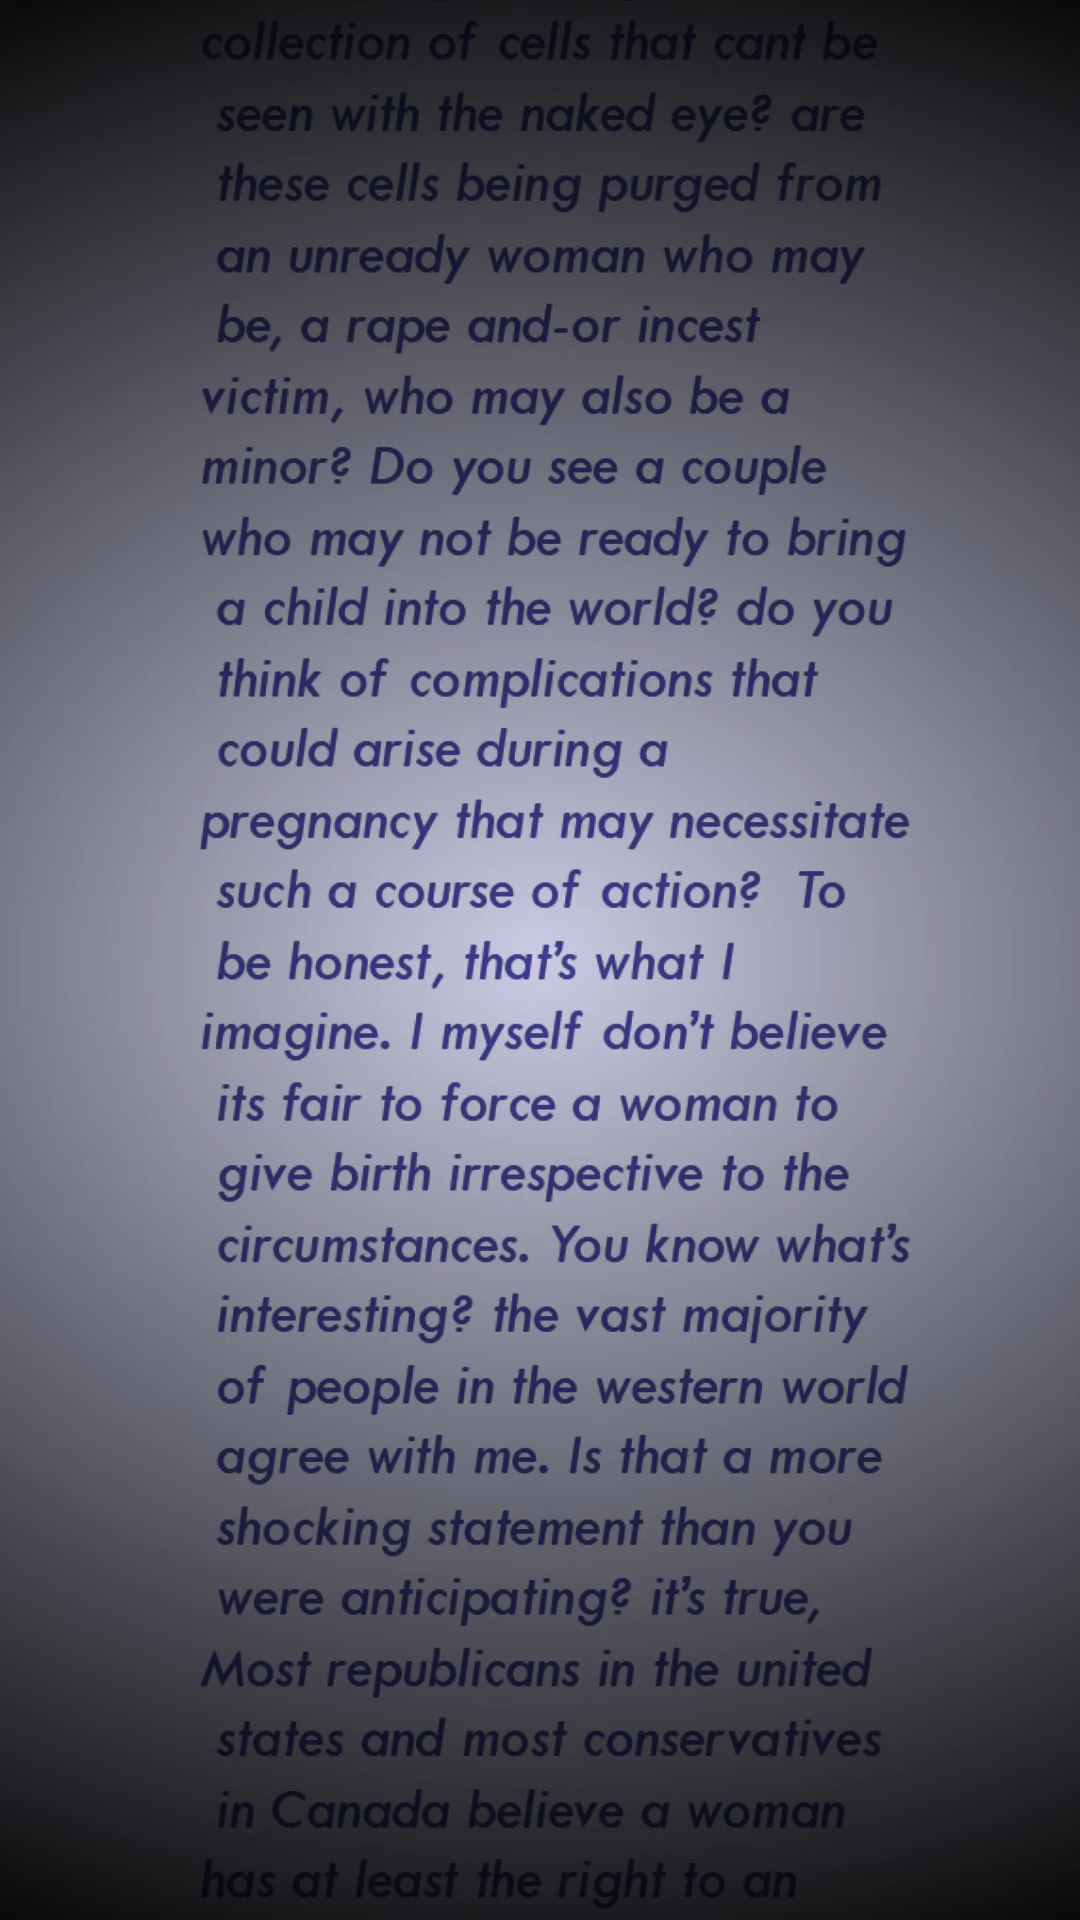 collection of cells that cant be
seen with the naked eye? are
these cells being purged from
an unready woman who may
be, a rape and-or incest
victim, who may also be a
minor? Do you see a couple
who may not be ready to bring
a child into the world? do you
think of complications that
could arise during a
pregnancy that may necessitate
such a course of action?  To
be honest, that’s what I
imagine. I myself don’t believe
its fair to force a woman to
give birth irrespective to the
circumstances. You know what’s
interesting? the vast majority
of people in the western world
agree with me. Is that a more
shocking statement than you
were anticipating? it’s true,
Most republicans in the united
states and most conservatives
in Canada believe a woman
has at least the right to an